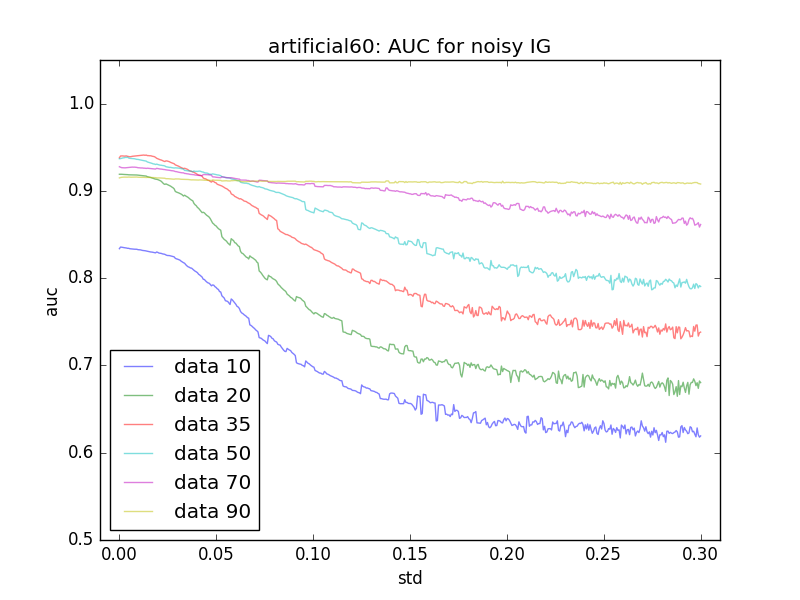 artificial60: AUC for noisy IG
auc
1.0
0.9
0.8
0.7
0.6
0.5
data 10
data 20
data 35
data 50
data 70
data 90
0.00 0.05 0.10 0.15 0.20 0.25 0.30
std